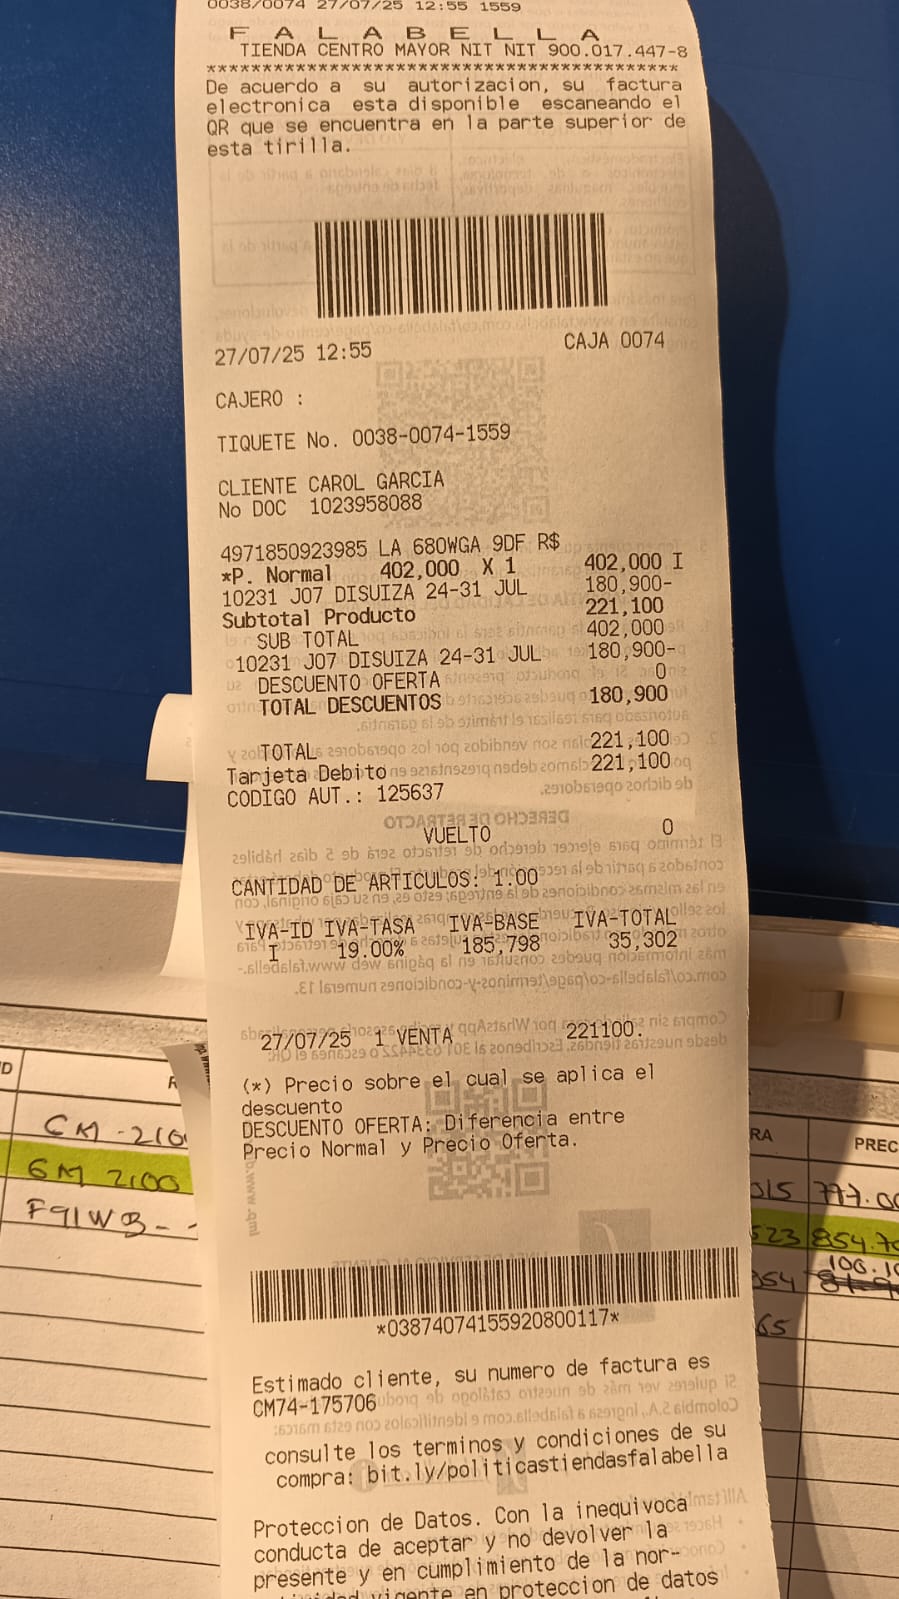 0038/0074 27/07/25 12:55 1559
F A L A B E L L A
TIENDA CENTRO MAYOR NIT NIT 900.017.447-8
******************************************
De acuerdo a su autorizacion, su factura
electronica esta disponible escaneando el
QR que se encuentra en la parte superior de
esta tirilla.
27/07/25 12:55 CAJA 0074
CAJERO :
TIQUETE No. 0038-0074-1559
CLIENTE CAROL GARCIA
No DOC 1023958088
4971850923985 LA 680WGA 9DF R$
*P. Normal 402,000 X 1 402,000 I
10231 J07 DISUIZA 24-31 JUL 180,900-
Subtotal Producto 221,100
SUB TOTAL 402,000
10231 J07 DISUIZA 24-31 JUL 180,900-
DESCUENTO OFERTA 0
TOTAL DESCUENTOS 180,900
TOTAL 221,100
Tarjeta Debito 221,100
CODIGO AUT.: 125637
VUELTO 0
CANTIDAD DE ARTICULOS: 1.00
IVA-ID IVA-TASA IVA-BASE IVA-TOTAL
I 19.00% 185,798 35,302
27/07/25 1 VENTA 221100.
(*) Precio sobre el cual se aplica el
descuento
DESCUENTO OFERTA: Diferencia entre
Precio Normal y Precio Oferta.
*03874074155920800117*
Estimado cliente, su numero de factura es
CM74-175706
consulte los terminos y condiciones de su
compra: bit.ly/politicastiendasfalabella
Proteccion de Datos. Con la inequivoca
conducta de aceptar y no devolver la
presente y en cumplimiento de la nor-
vigente en proteccion de datos
GM 2100
F91WB-
RA PREC
015 777.00
523 854.70
054 106.10
65